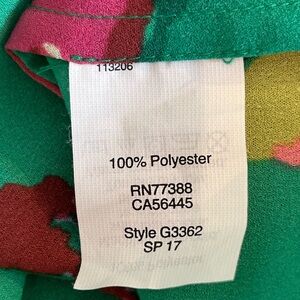 113206
100% Polyester
RN77388
CA56445
Style G3362
SP 17